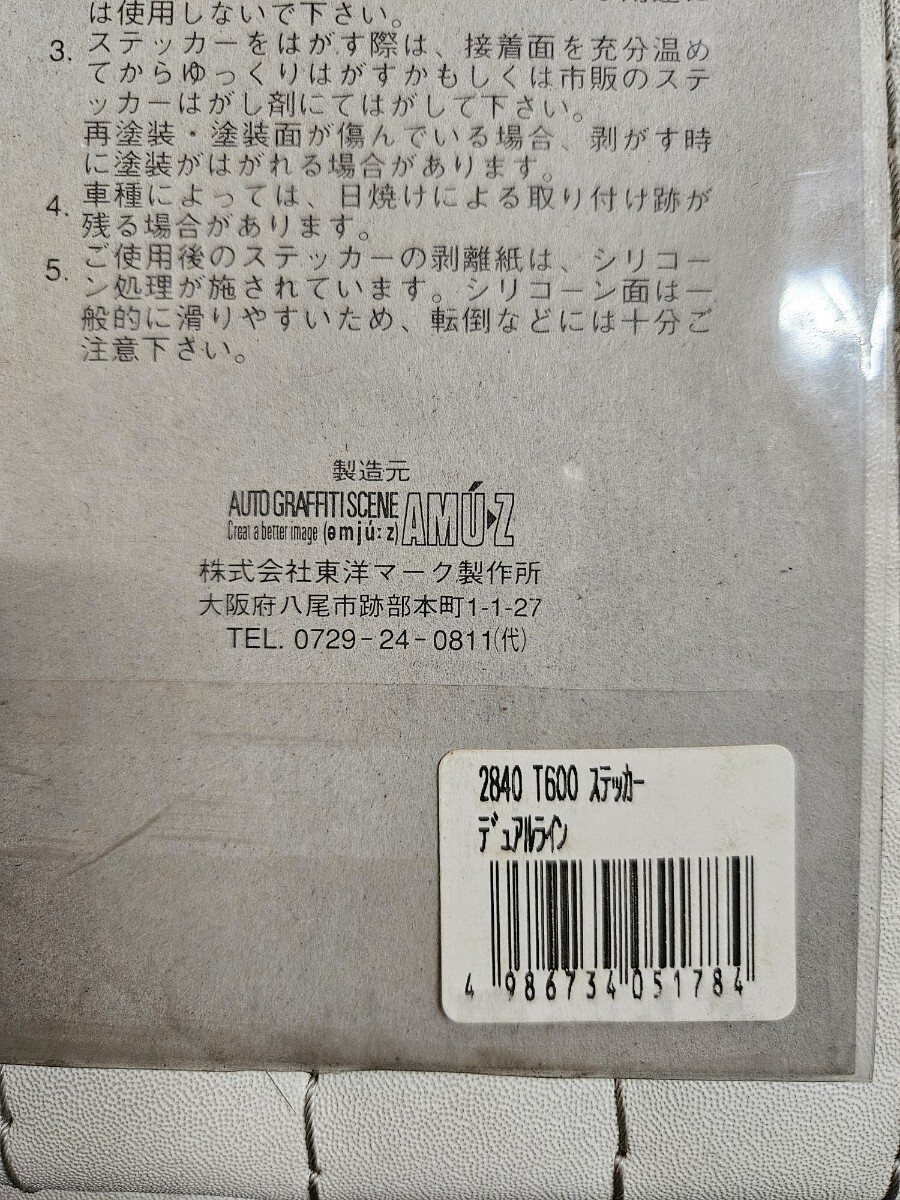 は使用しないで下さい。
3. ステッカーをはがす際は、接着面を充分温め
てからゆっくりはがすかもしくは市販のステ
ッカーはがし剤にてはがして下さい。
再塗装・塗装面が傷んでいる場合、剥がす時
に塗装がはがれる場合があります。
4. 車種によっては、日焼けによる取り付け跡が
残る場合があります。
5. ご使用後のステッカーの剥離紙は、シリコー
ン処理が施されています。シリコーン面は一
般的に滑りやすいため、転倒などには十分ご
注意下さい。
製造元
AUTO GRAFFITI SCENE
Creat a better image (əmjú:z) AMÚ▸Z
株式会社東洋マーク製作所
大阪府八尾市跡部本町1-1-27
TEL. 0729-24-0811(代)
2840 T600 ステッカー
デュアルライン
4 986734 051784